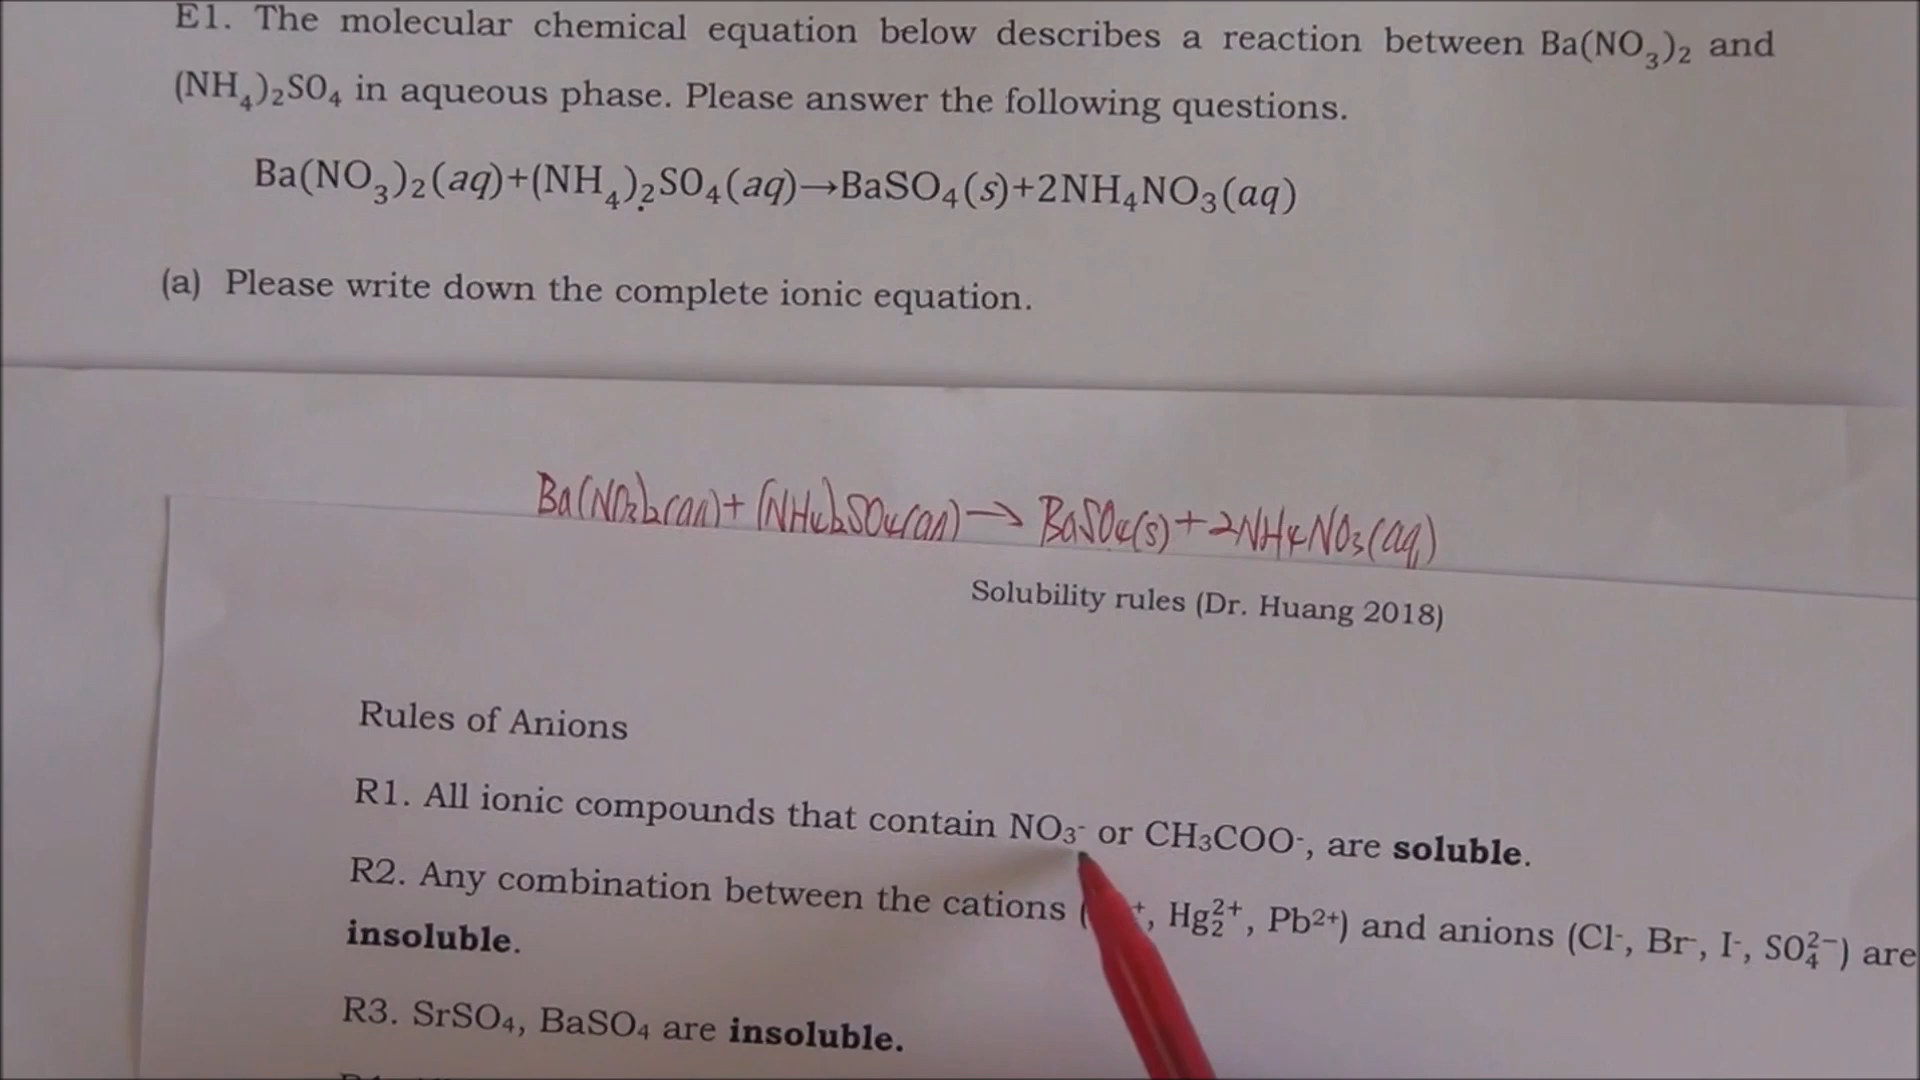 E1. The molecular chemical equation below describes a reaction between Ba(NO₃)₂ and
(NH₄)₂SO₄ in aqueous phase. Please answer the following questions.
Ba(NO₃)₂(aq)+(NH₄)₂SO₄(aq)→BaSO₄(s)+2NH₄NO₃(aq)
(a) Please write down the complete ionic equation.
Ba(NO₃)₂(aq)+ (NH₄)₂SO₄(aq) → BaSO₄(s)+2NH₄NO₃(aq)
Solubility rules (Dr. Huang 2018)
Rules of Anions
R1. All ionic compounds that contain NO₃⁻ or CH₃COO⁻, are soluble.
R2. Any combination between the cations ( ⁺, Hg₂²⁺, Pb²⁺) and anions (Cl⁻, Br⁻, I⁻, SO₄²⁻) are
insoluble.
R3. SrSO₄, BaSO₄ are insoluble.